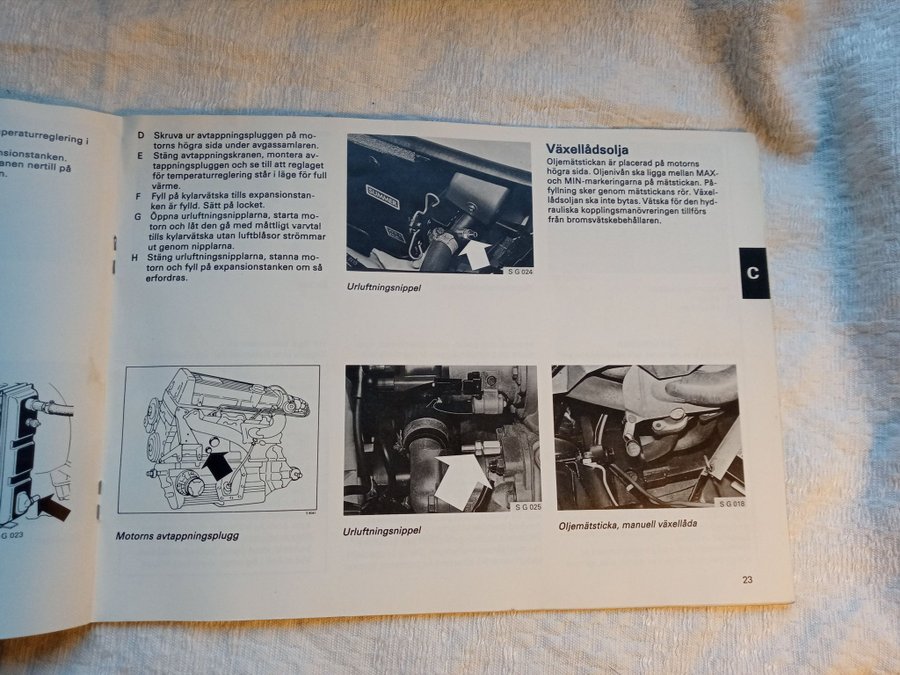 peraturreglering i
nsionstanken.
anen nertill på
n.
G 023
D Skruva ur avtappningspluggen på mo-
torns högra sida under avgassamlaren.
E Stäng avtappningskranen, montera av-
tappningspluggen och se till att reglaget
för temperaturreglering står i läge för full
värme.
F Fyll på kylarvätska tills expansionstan-
ken är fylld. Sätt på locket.
G Öppna urluftningsnipplarna, starta mo-
torn och låt den gå med måttligt varvtal
tills kylarvätska utan luftblåsor strömmar
ut genom nipplarna.
H Stäng urluftningsnipplarna, stanna mo-
torn och fyll på expansionstanken om så
erfordras.
Motorns avtappningsplugg
S G 024
Urluftningsnippel
S G 025
Urluftningsnippel
Växellådsolja
Oljemätstickan är placerad på motorns
högra sida. Oljenivån ska ligga mellan MAX-
och MIN-markeringarna på mätstickan. På-
fyllning sker genom mätstickans rör. Växel-
lådsoljan ska inte bytas. Vätska för den hyd-
rauliska kopplingsmanövreringen tillförs
från bromsvätskebehållaren.
S G 018
Oljemätsticka, manuell växellåda
C
23